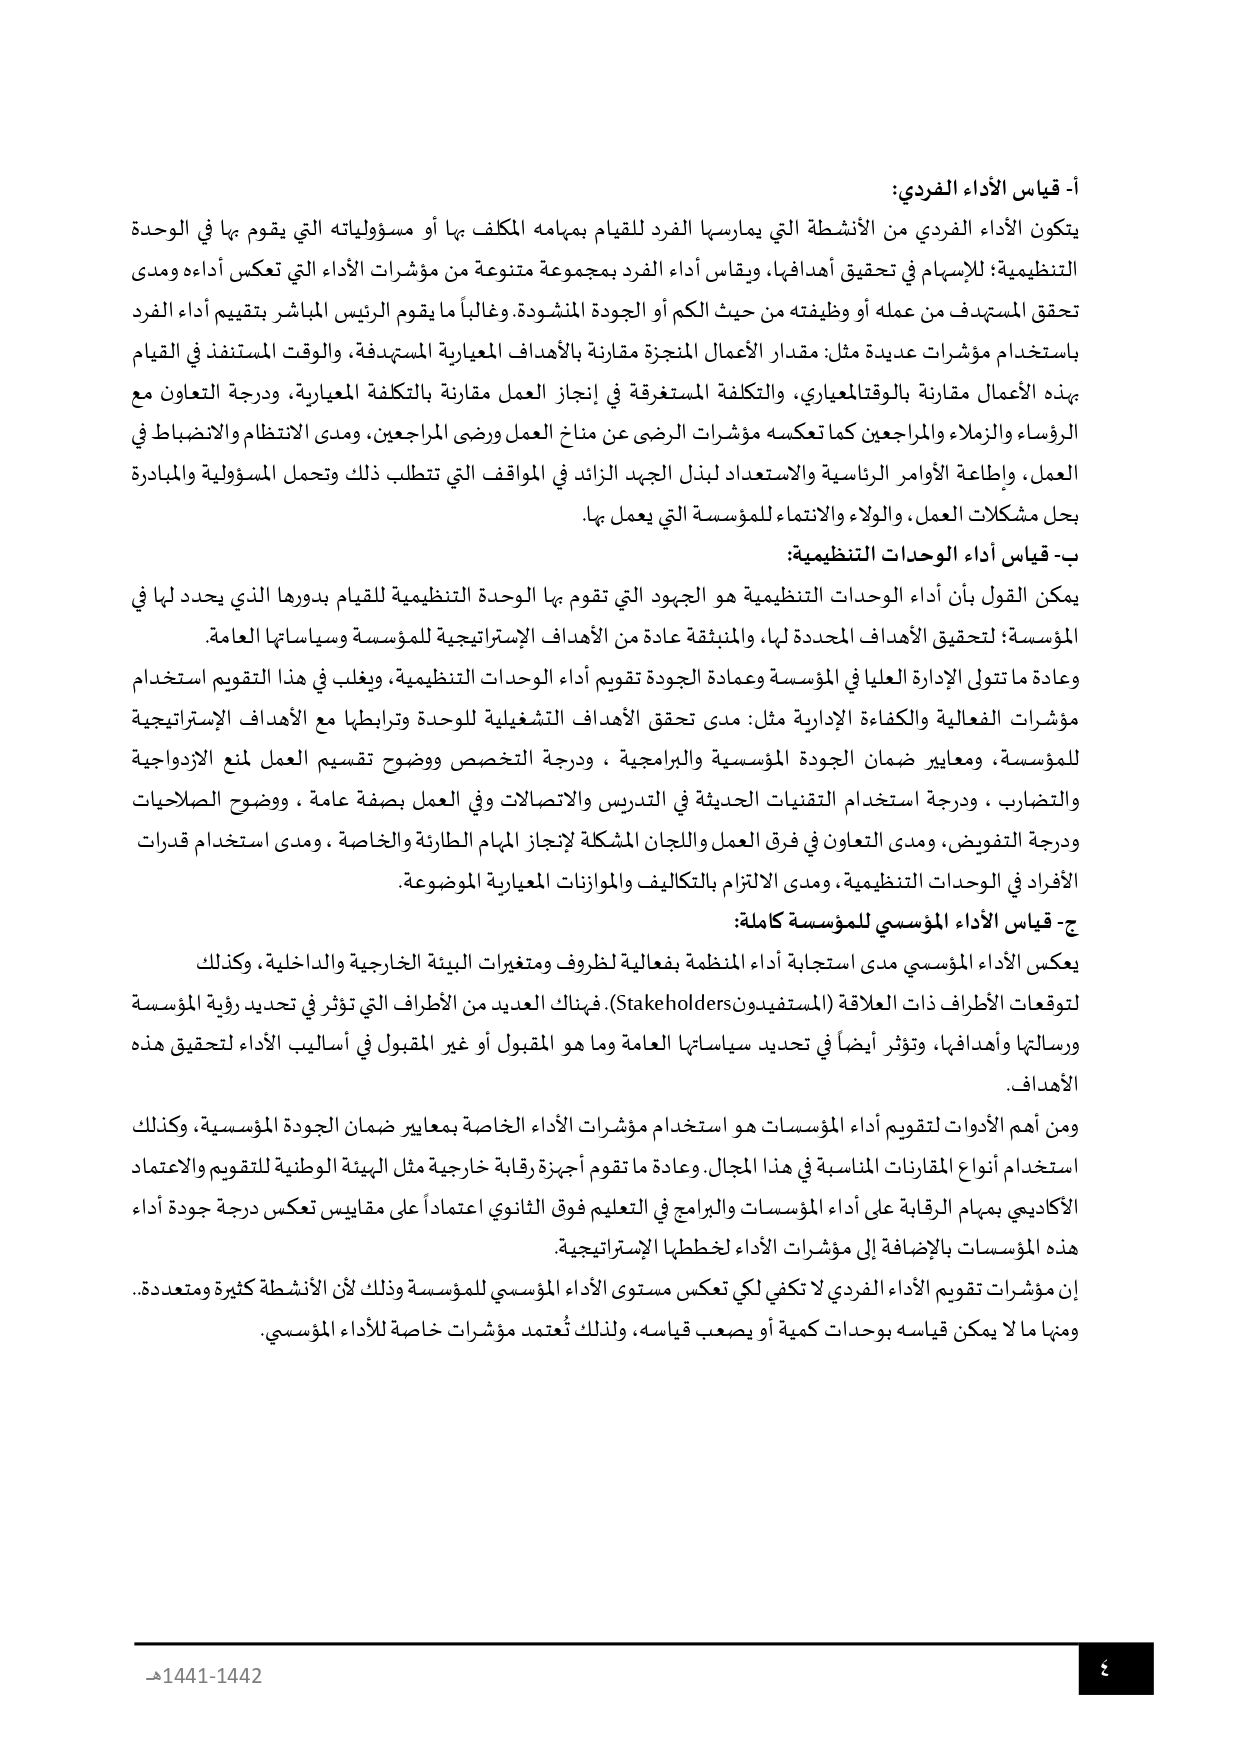 أ- قياس الأداء الفردي:
يتكون الأداء الفردي من الأنشطة التي يمارسها الفرد للقيام بمهامه المكلف بها أو مسؤولياته التي يقوم بها في الوحدة
التنظيمية؛ للإسهام في تحقيق أهدافها، ويقاس أداء الفرد بمجموعة متنوعة من مؤشرات الأداء التي تعكس أداءه ومدى
تحقق المستهدف من عمله أو وظيفته من حيث الكم أو الجودة المنشودة. وغالباً ما يقوم الرئيس المباشر بتقييم أداء الفرد
باستخدام مؤشرات عديدة مثل: مقدار الأعمال المنجزة مقارنة بالأهداف المعيارية المستهدفة، والوقت المستنفذ في القيام
بهذه الأعمال مقارنة بالوقتالمعياري، والتكلفة المستغرقة في إنجاز العمل مقارنة بالتكلفة المعيارية، ودرجة التعاون مع
الرؤساء والزملاء والمراجعين كما تعكسه مؤشرات الرضى عن مناخ العمل ورضى المراجعين، ومدى الانتظام والانضباط في
العمل، وإطاعة الأوامر الرئاسية والاستعداد لبذل الجهد الزائد في المواقف التي تتطلب ذلك وتحمل المسؤولية والمبادرة
بحل مشكلات العمل، والولاء والانتماء للمؤسسة التي يعمل بها.
ب- قياس أداء الوحدات التنظيمية:
يمكن القول بأن أداء الوحدات التنظيمية هو الجهود التي تقوم بها الوحدة التنظيمية للقيام بدورها الذي يحدد لها في
المؤسسة؛ لتحقيق الأهداف المحددة لها، والمنبثقة عادة من الأهداف الإستراتيجية للمؤسسة وسياساتها العامة.
وعادة ما تتولى الإدارة العليا في المؤسسة وعمادة الجودة تقويم أداء الوحدات التنظيمية، ويغلب في هذا التقويم استخدام
مؤشرات الفعالية والكفاءة الإدارية مثل: مدى تحقق الأهداف التشغيلية للوحدة وترابطها مع الأهداف الإستراتيجية
للمؤسسة، ومعايير ضمان الجودة المؤسسية والبرامجية ، ودرجة التخصص ووضوح تقسيم العمل لمنع الازدواجية
والتضارب ، ودرجة استخدام التقنيات الحديثة في التدريس والاتصالات وفي العمل بصفة عامة ، ووضوح الصلاحيات
ودرجة التفويض، ومدى التعاون في فرق العمل واللجان المشكلة لإنجاز المهام الطارئة والخاصة ، ومدى استخدام قدرات
الأفراد في الوحدات التنظيمية، ومدى الالتزام بالتكاليف والموازنات المعيارية الموضوعة.
ج- قياس الأداء المؤسسي للمؤسسة كاملة:
يعكس الأداء المؤسسي مدى استجابة أداء المنظمة بفعالية لظروف ومتغيرات البيئة الخارجية والداخلية، وكذلك
لتوقعات الأطراف ذات العلاقة (المستفيدونStakeholders). فهناك العديد من الأطراف التي تؤثر في تحديد رؤية المؤسسة
ورسالتها وأهدافها، وتؤثر أيضاً في تحديد سياساتها العامة وما هو المقبول أو غير المقبول في أساليب الأداء لتحقيق هذه
الأهداف.
ومن أهم الأدوات لتقويم أداء المؤسسات هو استخدام مؤشرات الأداء الخاصة بمعايير ضمان الجودة المؤسسية، وكذلك
استخدام أنواع المقارنات المناسبة في هذا المجال. وعادة ما تقوم أجهزة رقابة خارجية مثل الهيئة الوطنية للتقويم والاعتماد
الأكاديمي بمهام الرقابة على أداء المؤسسات والبرامج في التعليم فوق الثانوي اعتماداً على مقاييس تعكس درجة جودة أداء
هذه المؤسسات بالإضافة إلى مؤشرات الأداء لخططها الإستراتيجية.
إن مؤشرات تقويم الأداء الفردي لا تكفي لكي تعكس مستوى الأداء المؤسسي للمؤسسة وذلك لأن الأنشطة كثيرة ومتعددة..
ومنها ما لا يمكن قياسه بوحدات كمية أو يصعب قياسه، ولذلك تُعتمد مؤشرات خاصة للأداء المؤسسي.
٤
1441-1442هـ